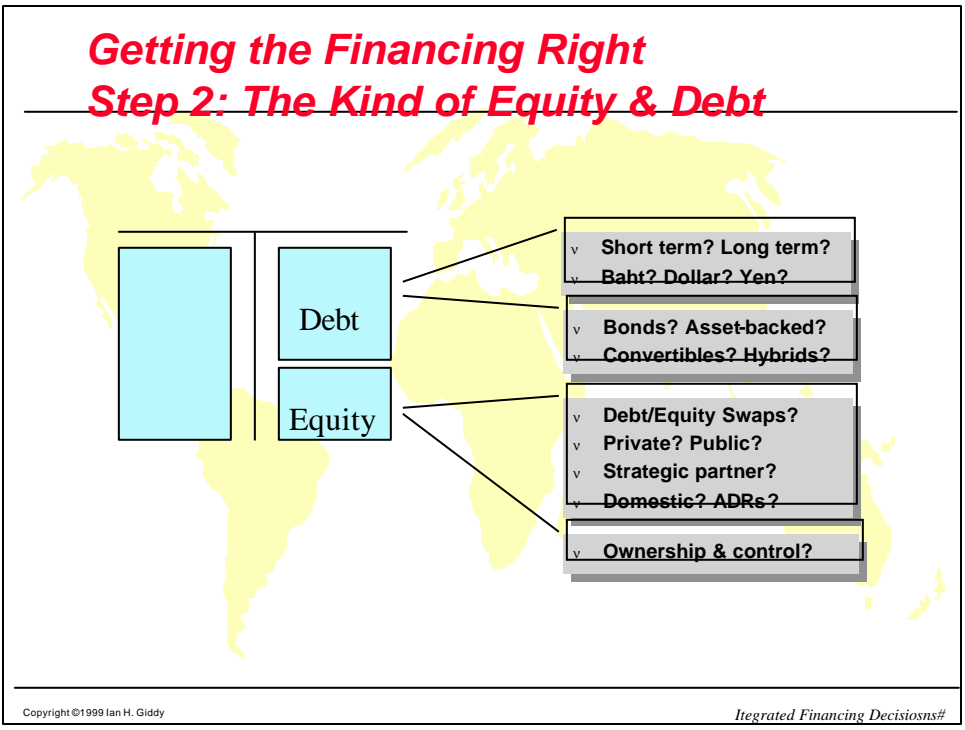 Getting the Financing Right
Step 2: The Kind of Equity & Debt
Debt
Equity
ν Short term? Long term?
ν Baht? Dollar? Yen?
ν Bonds? Asset-backed?
ν Convertibles? Hybrids?
ν Debt/Equity Swaps?
ν Private? Public?
ν Strategic partner?
ν Domestic? ADRs?
ν Ownership & control?
Copyright ©1999 Ian H. Giddy
Itegrated Financing Decisiosns#